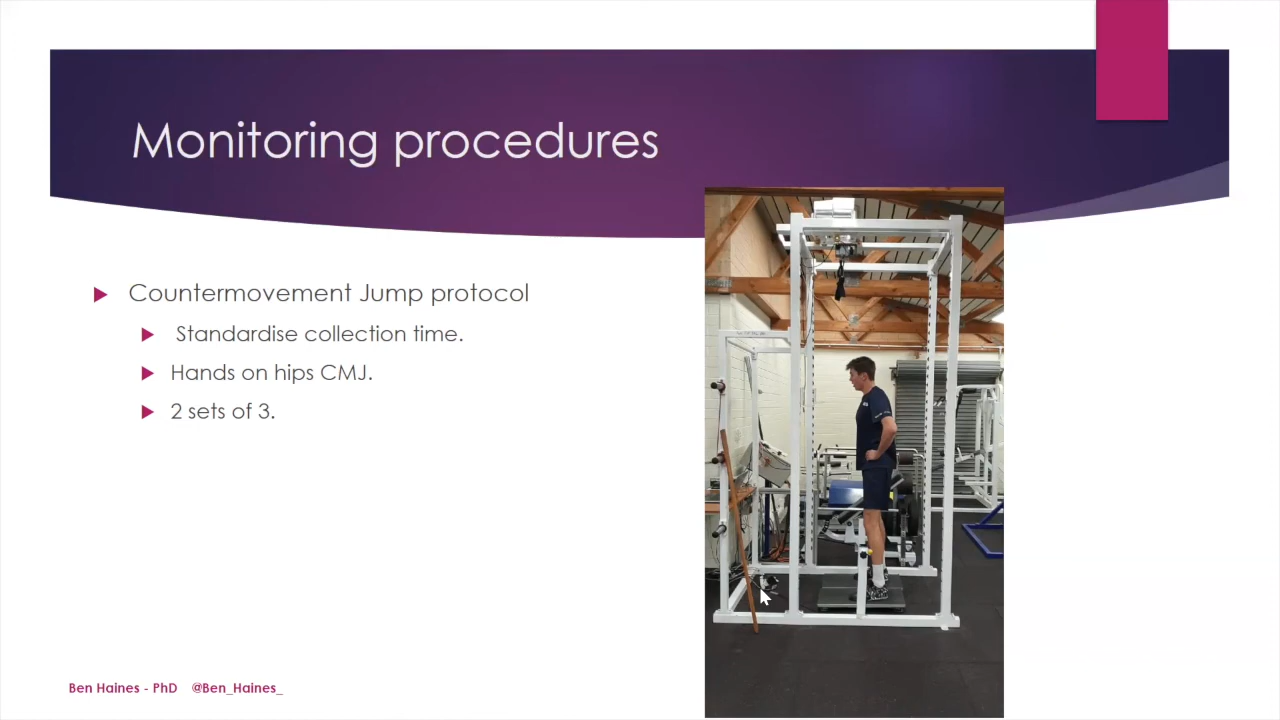 Monitoring procedures
Countermovement Jump protocol
Standardise collection time.
Hands on hips CMJ.
2 sets of 3.
Ben Haines - PhD @Ben_Haines_